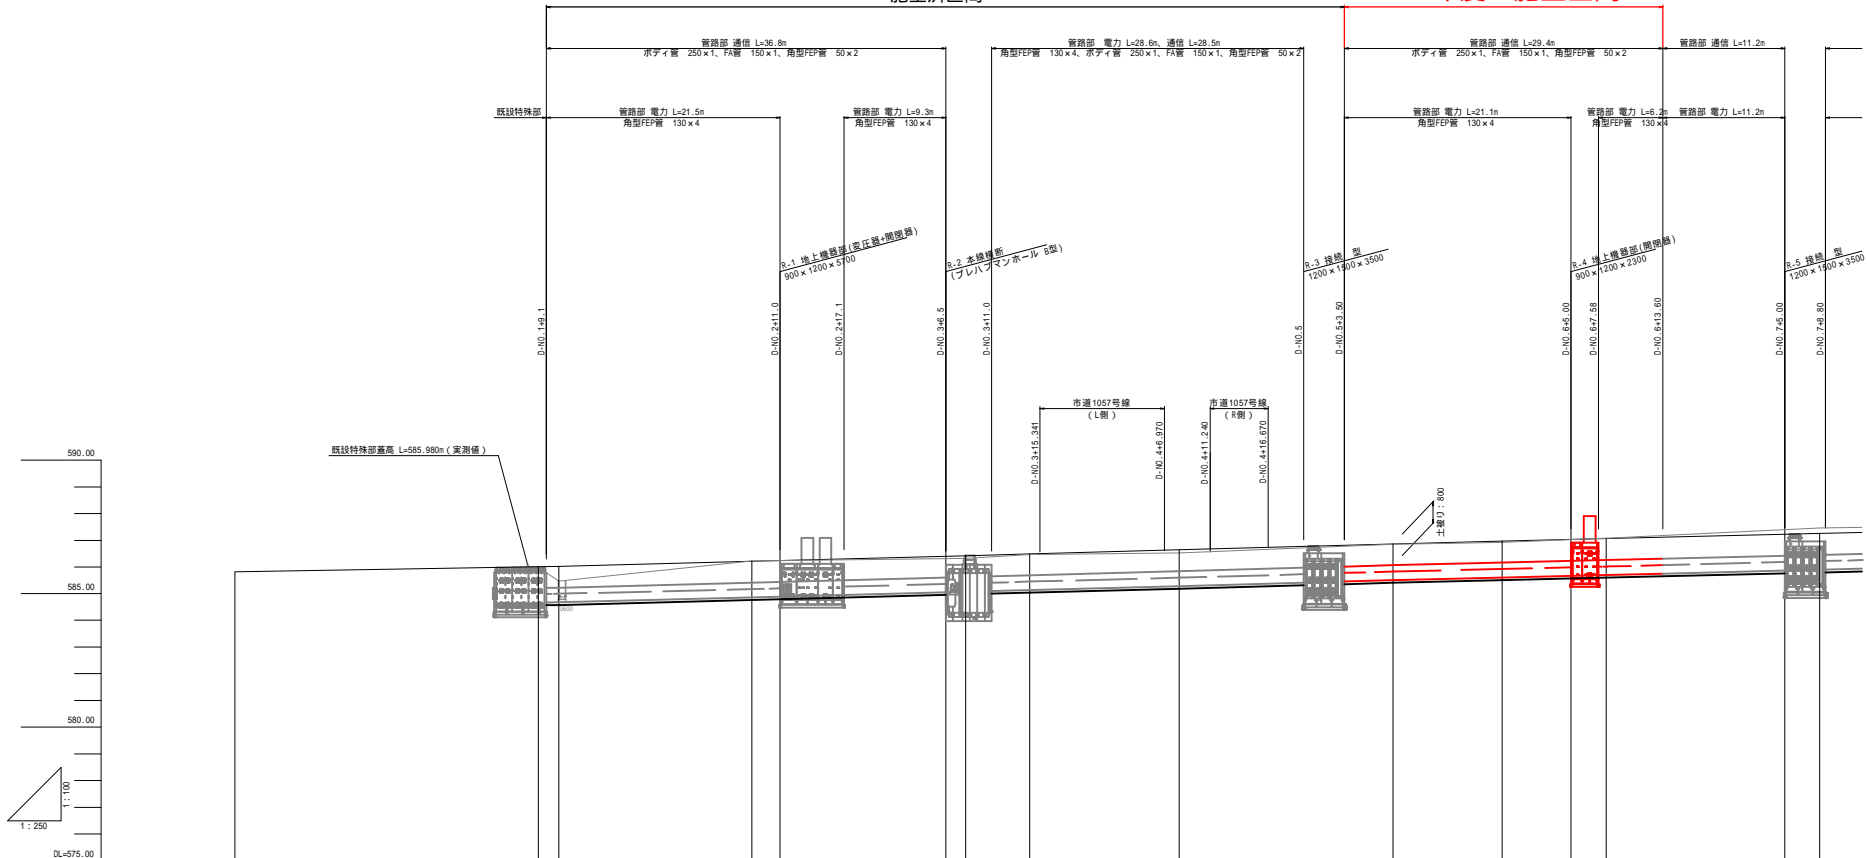 管路部 通信 L=36.8m
ボディ管 250×1、FA管 150×1、角型FEP管 50×2
管路部 電力 L=28.6m、通信 L=28.5m
角型FEP管 130×4、ボディ管 250×1、FA管 150×1、角型FEP管 50×2
管路部 通信 L=29.4m
ボディ管 250×1、FA管 150×1、角型FEP管 50×2
管路部 通信 L=11.2m
既設特殊部
管路部 電力 L=21.5m
角型FEP管 130×4
管路部 電力 L=9.3m
角型FEP管 130×4
管路部 電力 L=21.1m
角型FEP管 130×4
管路部 電力 L=6.2m
角型FEP管 130×4
管路部 電力 L=11.2m
R-1 地上機器部(変圧器+開閉器)
900×1200×5700
R-2 本線横断
(プレハブマンホール B型)
R-3 接続 型
1200×1500×3500
R-4 地上機器部(開閉器)
900×1200×2300
R-5 接続 型
1200×1500×3500
D-NO.1+9.1
D-NO.2+11.0
D-NO.2+17.1
D-NO.3+6.5
D-NO.3+11.0
D-NO.5
D-NO.5+3.50
D-NO.6+5.00
D-NO.6+7.58
D-NO.6+13.60
D-NO.7+5.00
D-NO.7+8.80
市道1057号線
(L側)
市道1057号線
(R側)
D-NO.3+15.341
D-NO.4+6.970
D-NO.4+11.240
D-NO.4+16.670
既設特殊部蓋高 L=585.980m(実測値)
土被り:800
590.00
585.00
580.00
1:100
1:250
DL=575.00